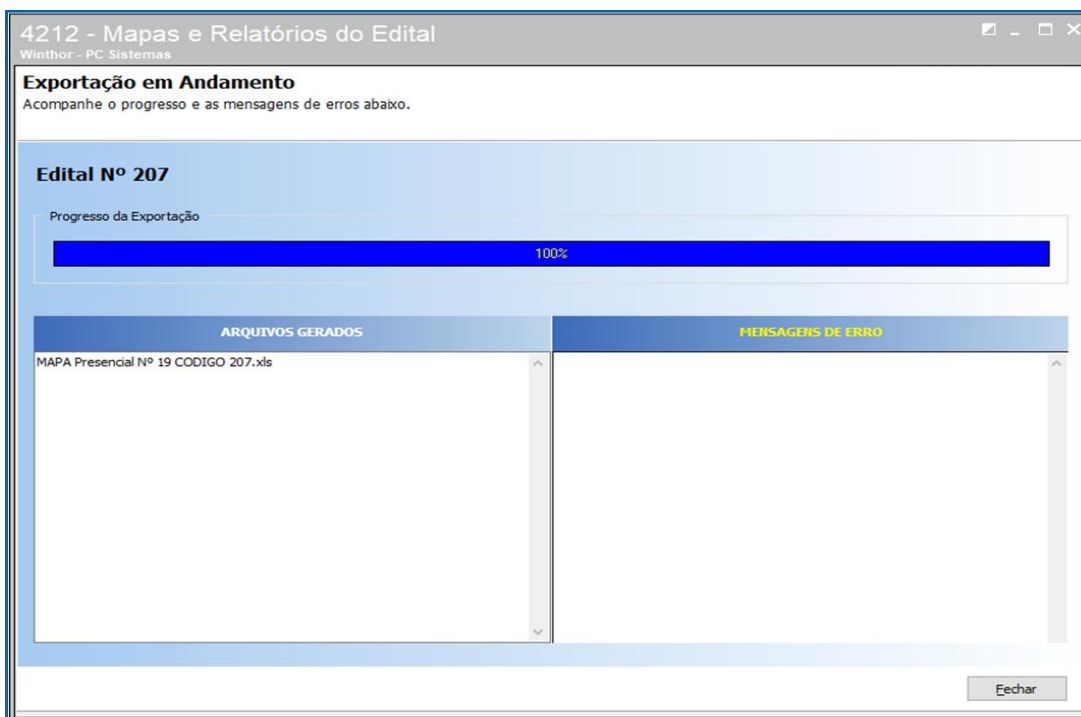 4212 - Mapas e Relatórios do Edital
Winthor - PC Sistemas
Exportação em Andamento
Acompanhe o progresso e as mensagens de erros abaixo.
Edital Nº 207
Progresso da Exportação
100%
ARQUIVOS GERADOS
MENSAGENS DE ERRO
MAPA Presencial Nº 19 CODIGO 207.xls
Fechar